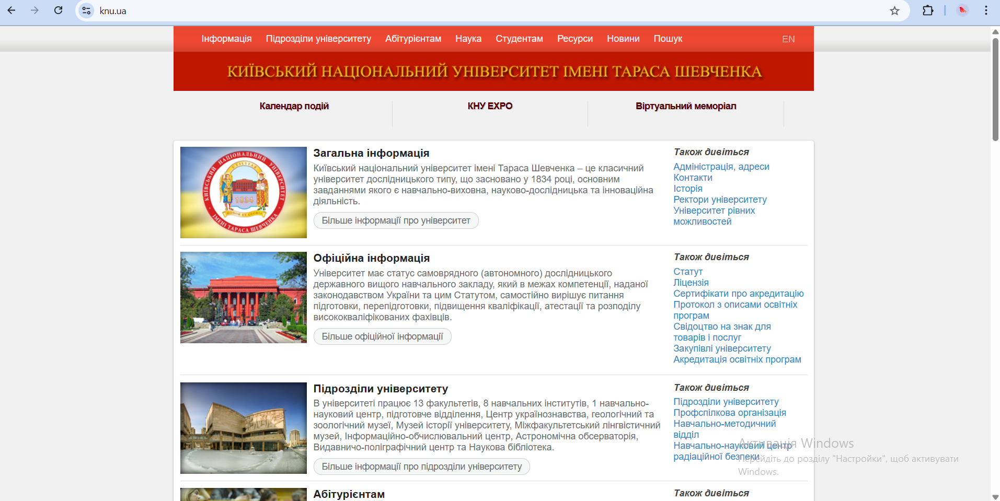 knu.ua
Інформація Підрозділи університету Абітурієнтам Наука Студентам Ресурси Новини Пошук EN
КИЇВСЬКИЙ НАЦІОНАЛЬНИЙ УНІВЕРСИТЕТ ІМЕНІ ТАРАСА ШЕВЧЕНКА
Календар подій
КНУ EXPO
Віртуальний меморіал
КИЇВСЬКИЙ НАЦІОНАЛЬНИЙ УНІВЕРСИТЕТ
ІМЕНІ ТАРАСА ШЕВЧЕНКА
UTILITAS
1834
HONOR ET GLORIA
Загальна інформація
Київський національний університет імені Тараса Шевченка – це класичний
університет дослідницького типу, що засновано у 1834 році, основним
завданнями якого є навчально-виховна, науково-дослідницька та інноваційна
діяльність.
Більше інформації про університет
Також дивіться
Адміністрація, адреси
Контакти
Історія
Ректори університету
Університет рівних
можливостей
Офіційна інформація
Університет має статус самоврядного (автономного) дослідницького
державного вищого навчального закладу, який в межах компетенції, наданої
законодавством України та цим Статутом, самостійно вирішує питання
підготовки, перепідготовки, підвищення кваліфікації, атестації та розподілу
висококваліфікованих фахівців.
Більше офіційної інформації
Також дивіться
Статут
Ліцензія
Сертифікати про акредитацію
Протокол з описами освітніх
програм
Свідоцтво на знак для
товарів і послуг
Закупівлі університету
Акредитація освітніх програм
Підрозділи університету
В університеті працює 13 факультетів, 8 навчальних інститутів, 1 навчально-
науковий центр, підготовче відділення, Центр українознавства, геологічний та
зоологічний музеї, Музей історії університету, Міжфакультетський лінгвістичний
музей, Інформаційно-обчислювальний центр, Астрономічна обсерваторія,
Видавничо-поліграфічний центр та Наукова бібліотека.
Більше інформації про підрозділи університету
Також дивіться
Підрозділи університету
Профспілкова організація
Навчально-методичний
відділ
Навчально-науковий центр
радіаційної безпеки
Активація Windows
Перейдіть до розділу "Настройки", щоб активувати
Windows.
Абітурієнтам
Також дивіться